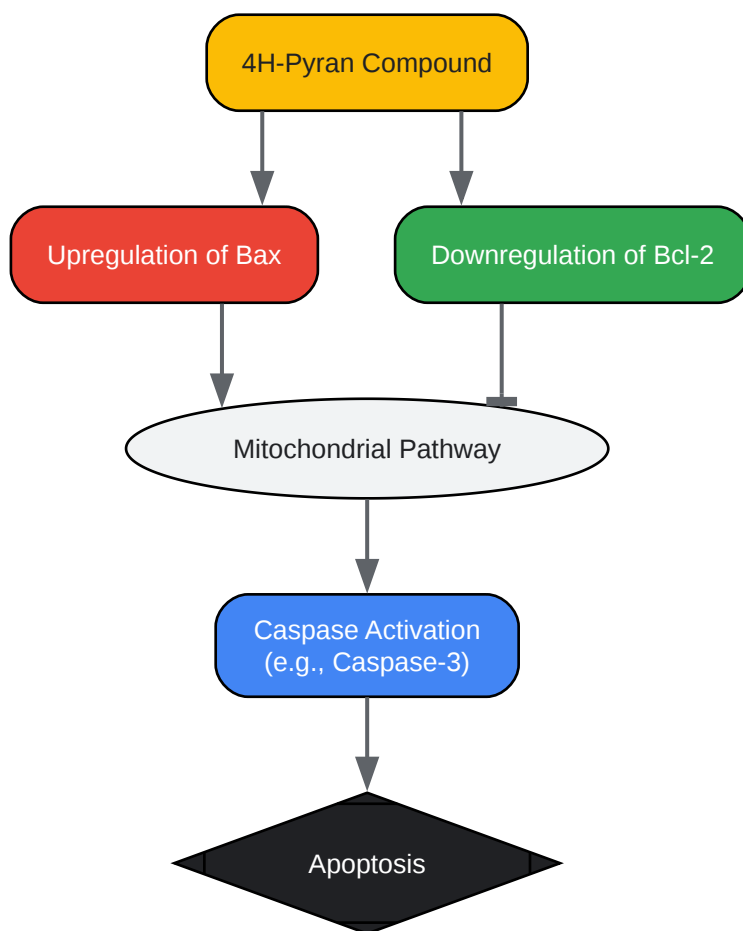 4H-Pyran Compound
Upregulation of Bax
Downregulation of Bcl-2
Mitochondrial Pathway
Caspase Activation
(e.g., Caspase-3)
Apoptosis